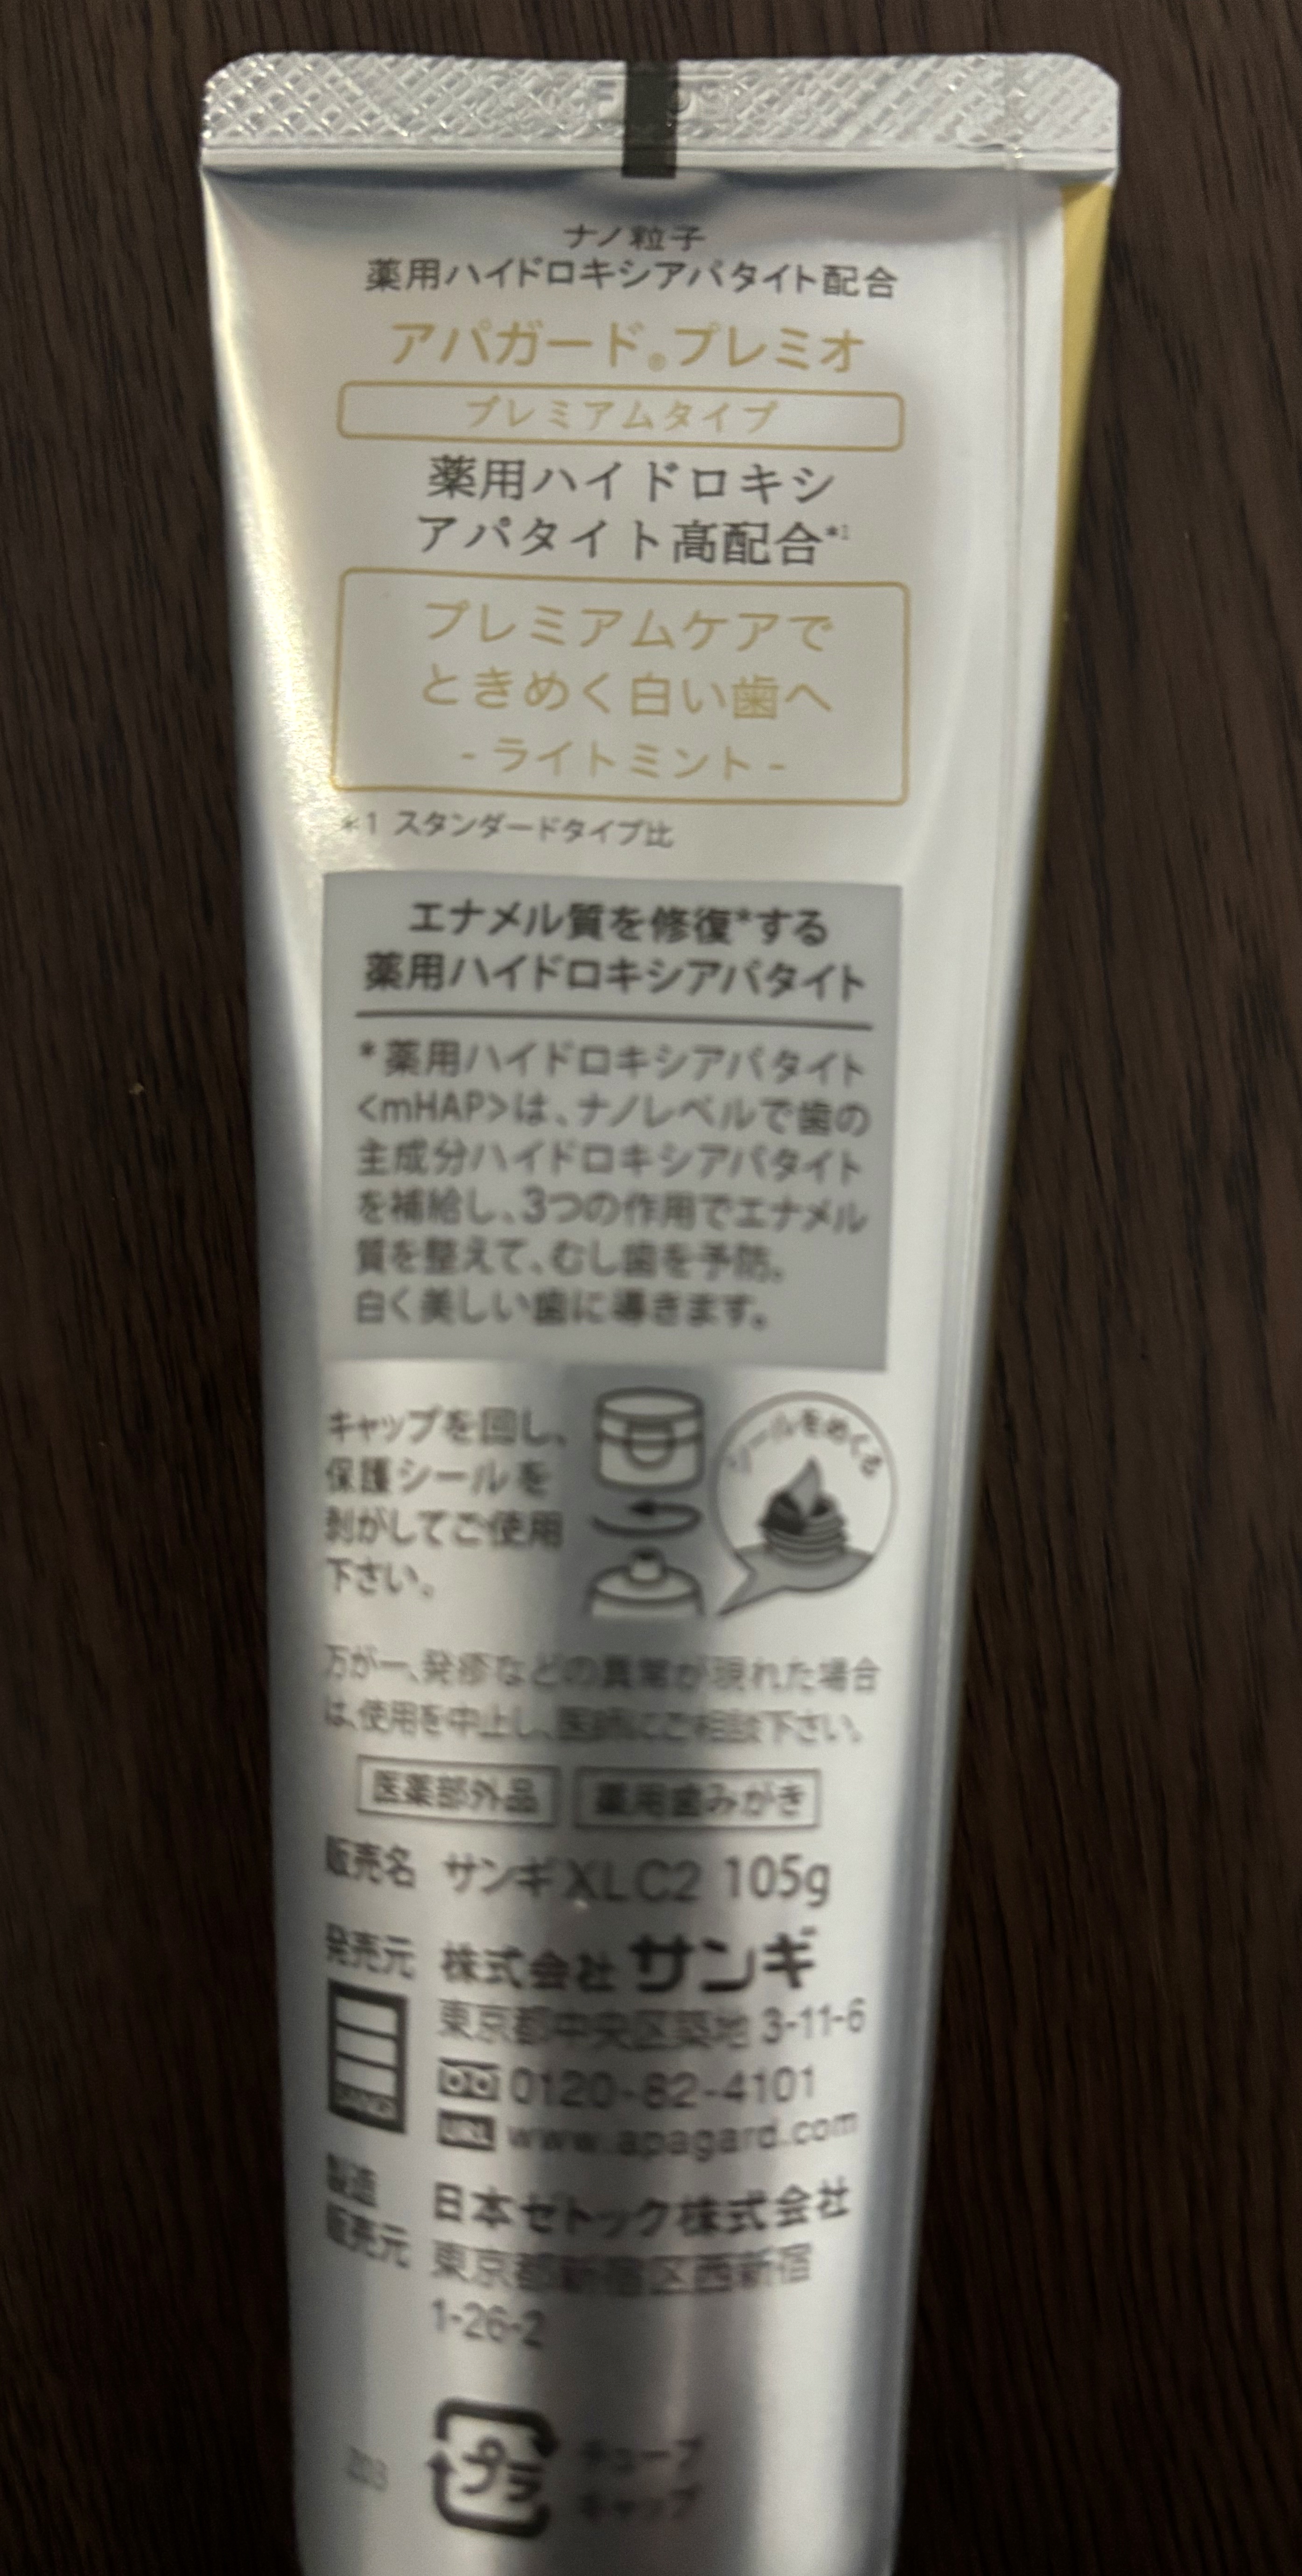 ナノ粒子
薬用ハイドロキシアパタイト配合
アパガード®プレミオ
プレミアムタイプ
薬用ハイドロキシ
アパタイト高配合*1
プレミアムケアで
ときめく白い歯へ
- ライトミント -
*1 スタンダードタイプ比
エナメル質を修復*する
薬用ハイドロキシアパタイト
*薬用ハイドロキシアパタイト
<mHAP>は、ナノレベルで歯の
主成分ハイドロキシアパタイト
を補給し、3つの作用でエナメル
質を整えて、むし歯を予防。
白く美しい歯に導きます。
キャップを回し、
保護シールを
剥がしてご使用
下さい。
シールをめくる
万が一、発疹などの異常が現れた場合
は、使用を中止し、医師にご相談下さい。
医薬部外品 薬用歯みがき
販売名 サンギXLC2 105g
発売元 株式会社サンギ
東京都中央区築地 3-11-6
0120-82-4101
URL www.apagard.com
製造
販売元
日本ゼトック株式会社
東京都新宿区西新宿
1-26-2
プラ
チューブ
キャップ